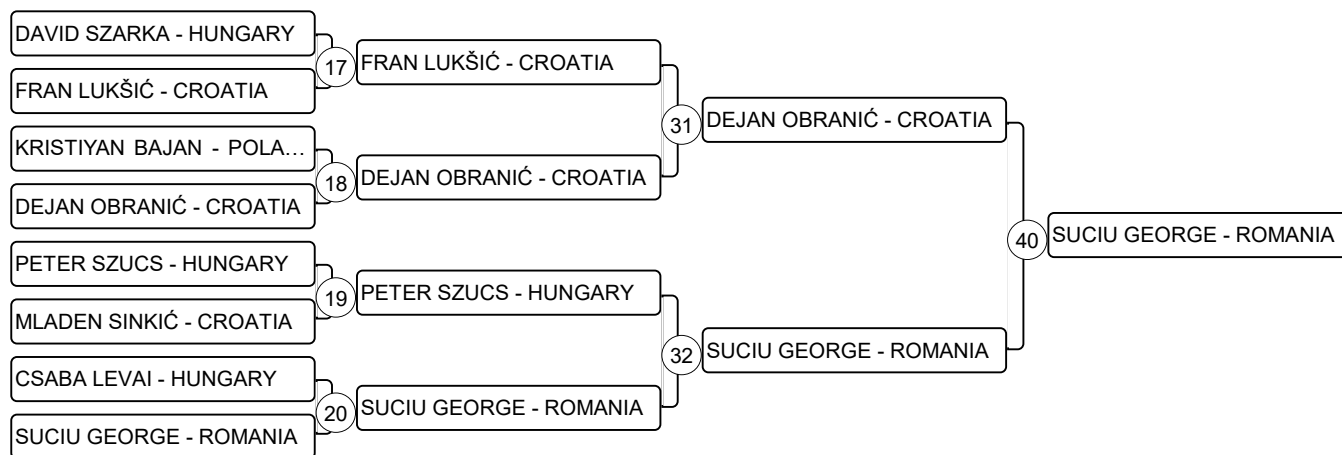 DAVID SZARKA - HUNGARY
FRAN LUKŠIĆ - CROATIA
KRISTIYAN BAJAN - POLA...
DEJAN OBRANIĆ - CROATIA
PETER SZUCS - HUNGARY
MLADEN SINKIĆ - CROATIA
CSABA LEVAI - HUNGARY
SUCIU GEORGE - ROMANIA
17
18
19
20
FRAN LUKŠIĆ - CROATIA
DEJAN OBRANIĆ - CROATIA
PETER SZUCS - HUNGARY
SUCIU GEORGE - ROMANIA
31
32
DEJAN OBRANIĆ - CROATIA
SUCIU GEORGE - ROMANIA
40
SUCIU GEORGE - ROMANIA